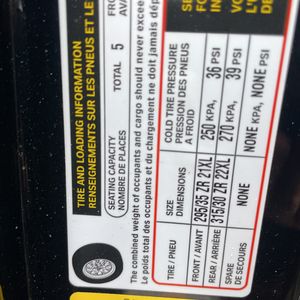 TIRE AND LOADING INFORMATION
RENSEIGNEMENTS SUR LES PNEUS ET LE
SEATING CAPACITY
NOMBRE DE PLACES
TOTAL 5
The combined weight of occupants and cargo should never exceed
Le poids total des occupants et du chargement ne doit jamais dép
TIRE / PNEU
SIZE
DIMENSIONS
COLD TIRE PRESSURE
PRESSION DES PNEUS
A FROID
FRONT / AVANT 295/35 ZR 21XL 250 KPA, 36 PSI
REAR / ARRIÈRE 315/30 ZR 22XL 270 KPA, 39 PSI
SPARE
DE SECOURS
NONE
NONE KPA, NONE PSI